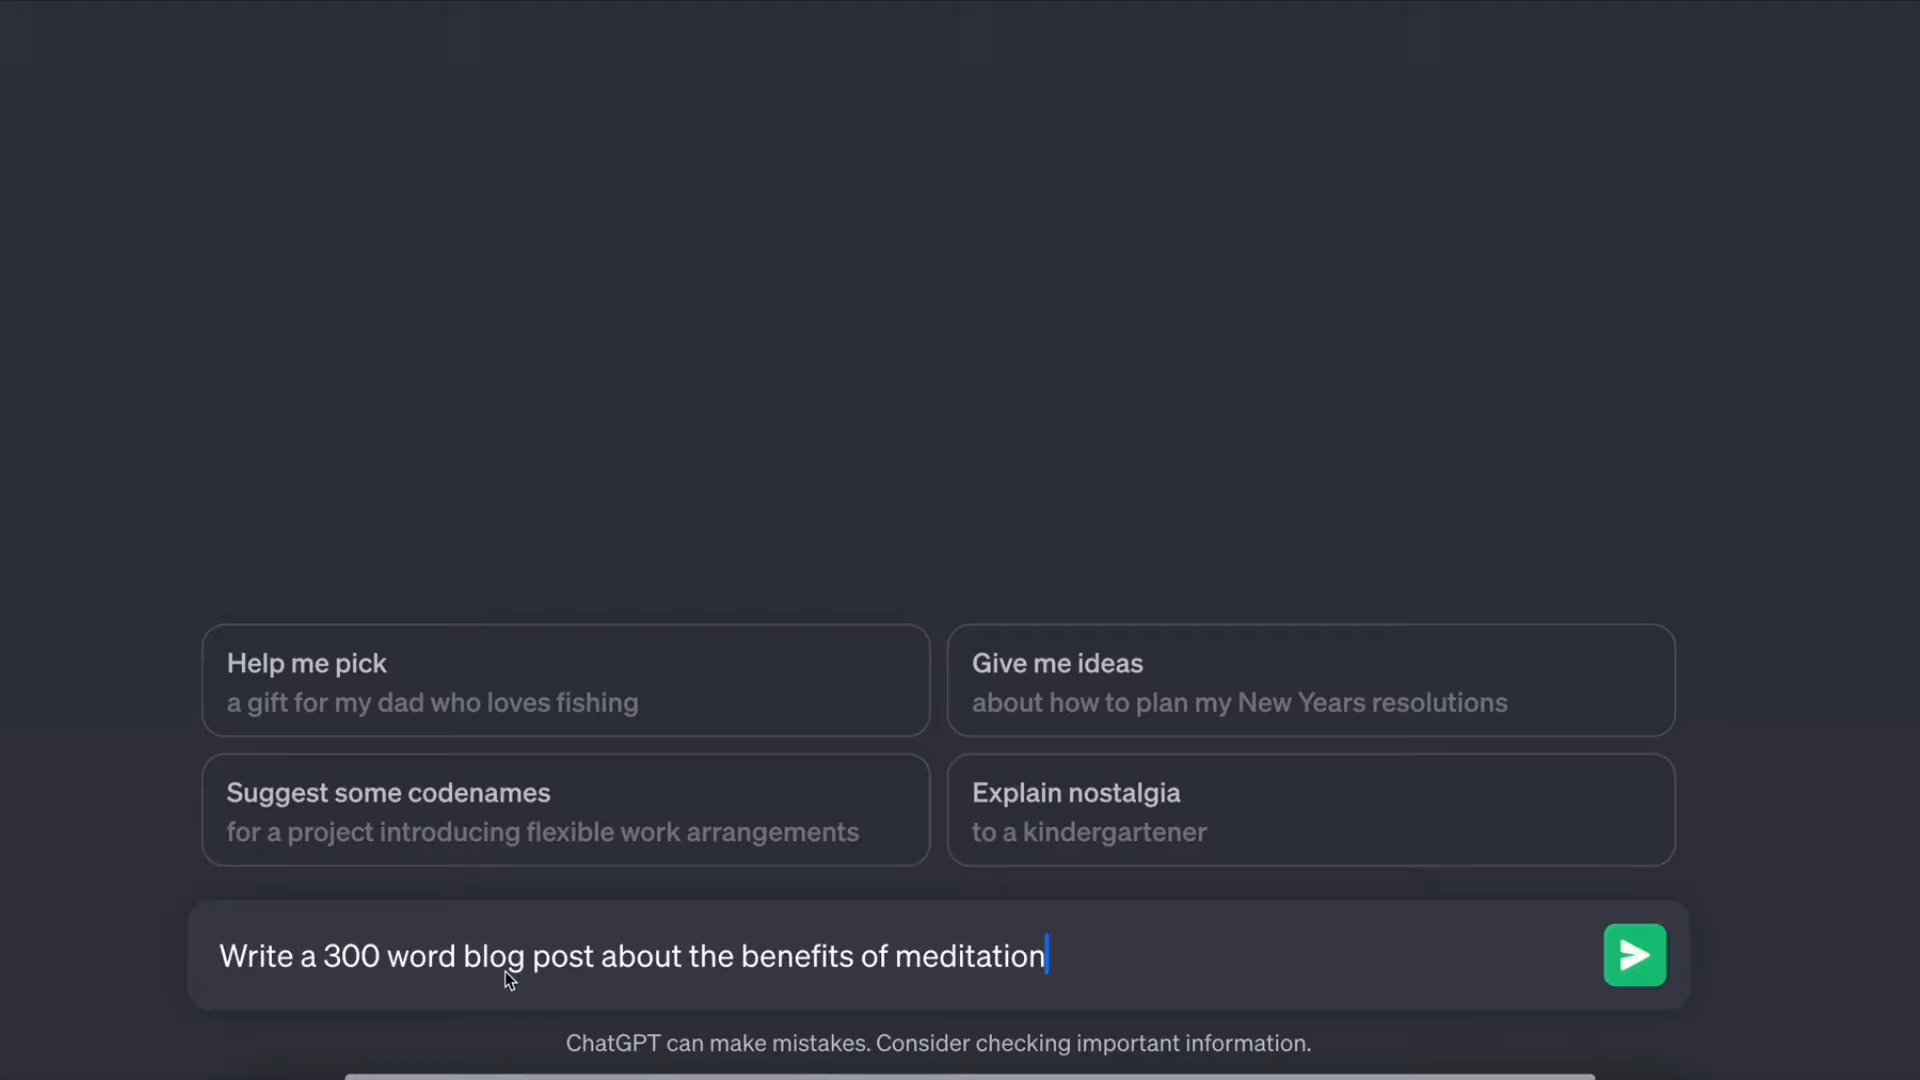 Help me pick
a gift for my dad who loves fishing
Give me ideas
about how to plan my New Years resolutions
Suggest some codenames
for a project introducing flexible work arrangements
Explain nostalgia
to a kindergartener
Write a 300 word blog post about the benefits of meditation
ChatGPT can make mistakes. Consider checking important information.